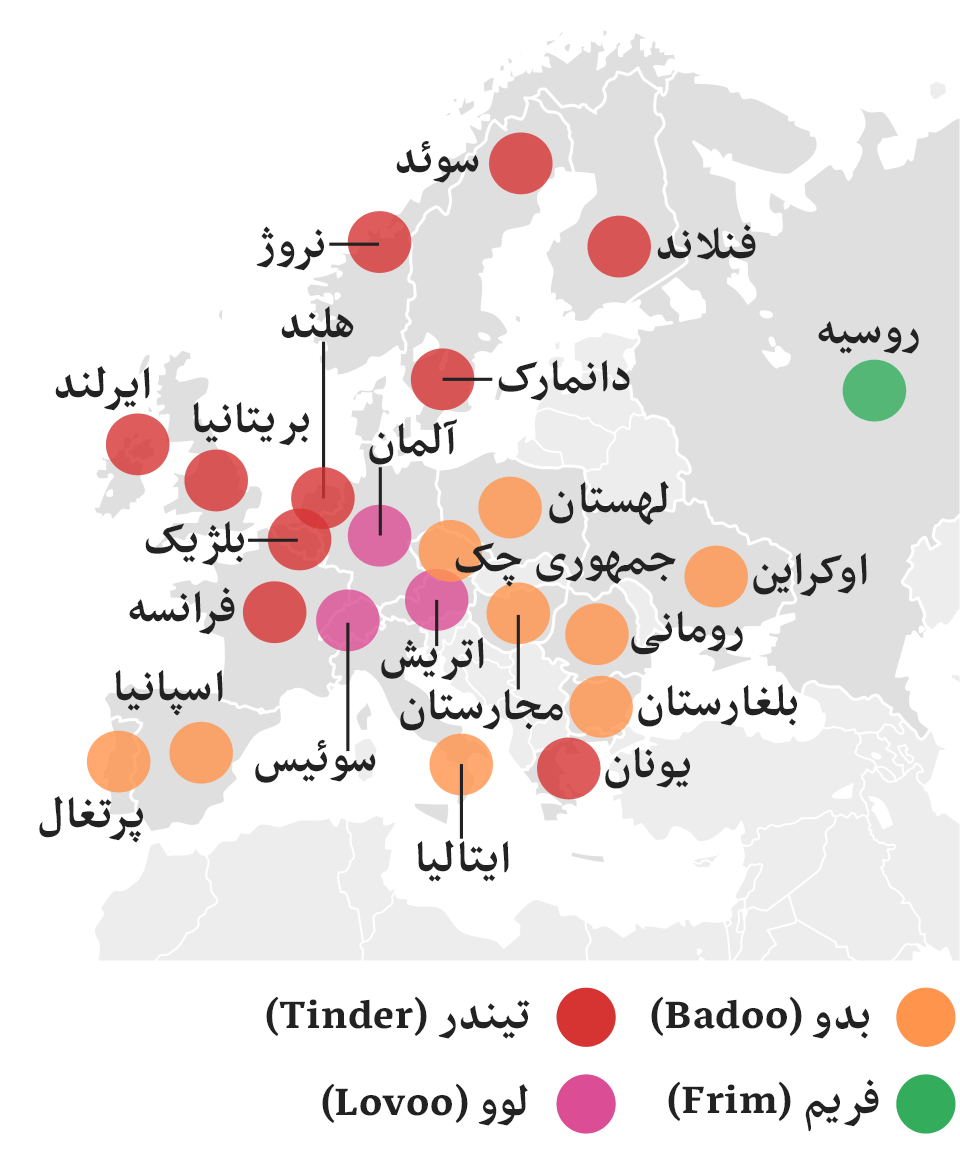 سوئد
نروژ
فنلاند
هلند
روسیه
دانمارک
ایرلند
بریتانیا
آلمان
لهستان
بلژیک
جمهوری چک
اوکراین
فرانسه
رومانی
اتریش
اسپانیا
مجارستان
بلغارستان
سوئیس
یونان
پرتغال
ایتالیا
بدو (Badoo)
تیندر (Tinder)
فریم (Frim)
لوو (Lovoo)